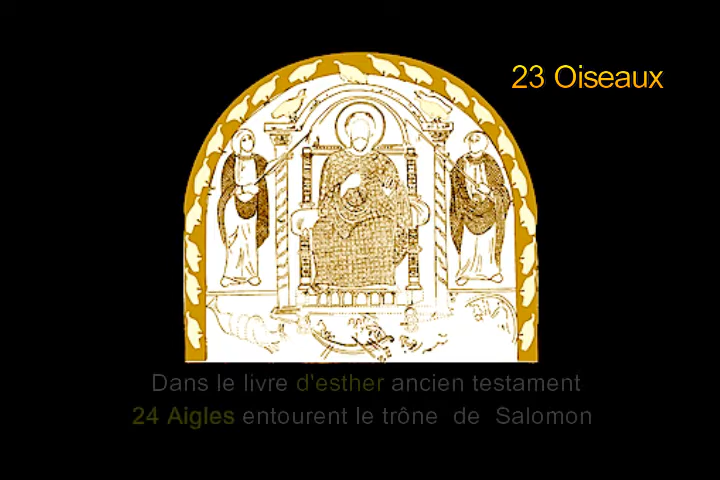 23 Oiseaux
Dans le livre d'esther ancien testament
24 Aigles entourent le trône de Salomon